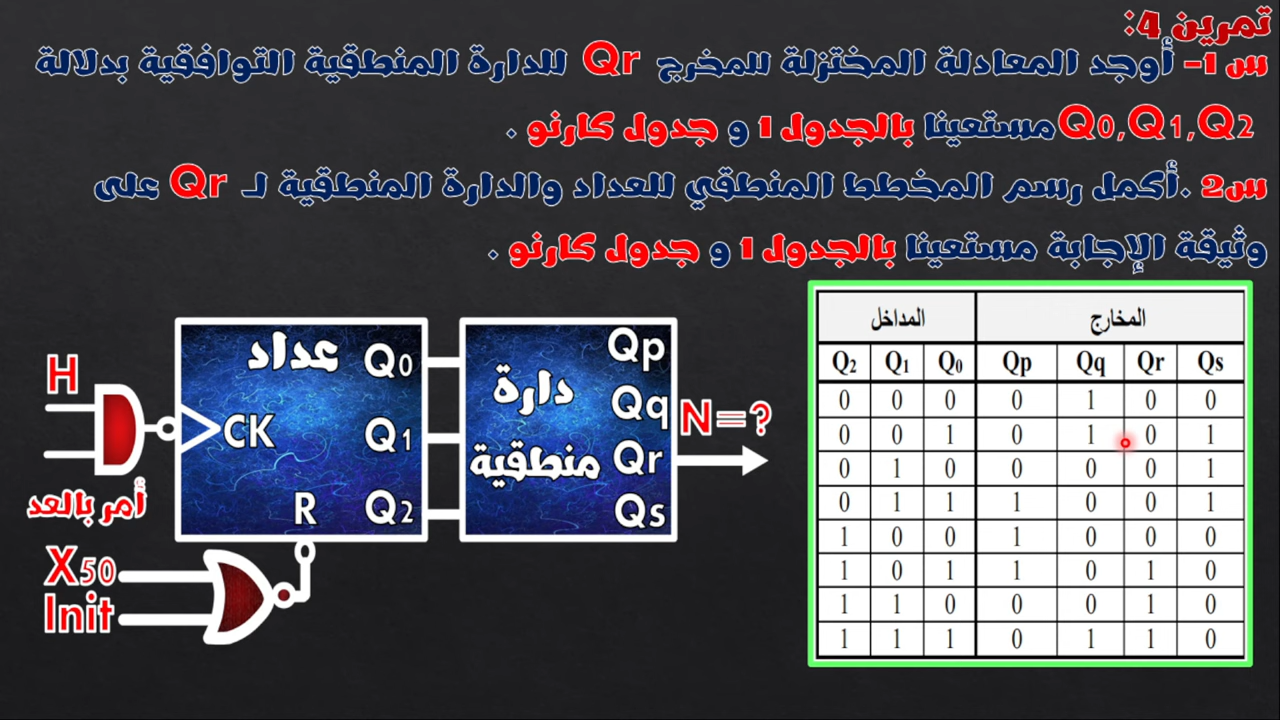 تمرين 4:
س1- أوجد المعادلة المختزلة للمخرج Qr للدارة المنطقية التوافقية بدلالة
Q0,Q1,Q2 مستعينا بالجدول 1 و جدول كارنو .
س2 .أكمل رسم المخطط المنطقي للعداد والدارة المنطقية لـ Qr على
وثيقة الإجابة مستعينا بالجدول 1 و جدول كارنو .
H
أمر بالعد
X50
Init
عداد
CK
R
Q0
Q1
Q2
دارة
منطقية
Qp
Qq
Qr
Qs
N=?
المداخل المخارج
Q2 Q1 Q0 Qp Qq Qr Qs
0 0 0 0 1 0 0
0 0 1 0 1 0 1
0 1 0 0 0 0 1
0 1 1 1 0 0 1
1 0 0 1 0 0 0
1 0 1 1 0 1 0
1 1 0 0 0 1 0
1 1 1 0 1 1 0